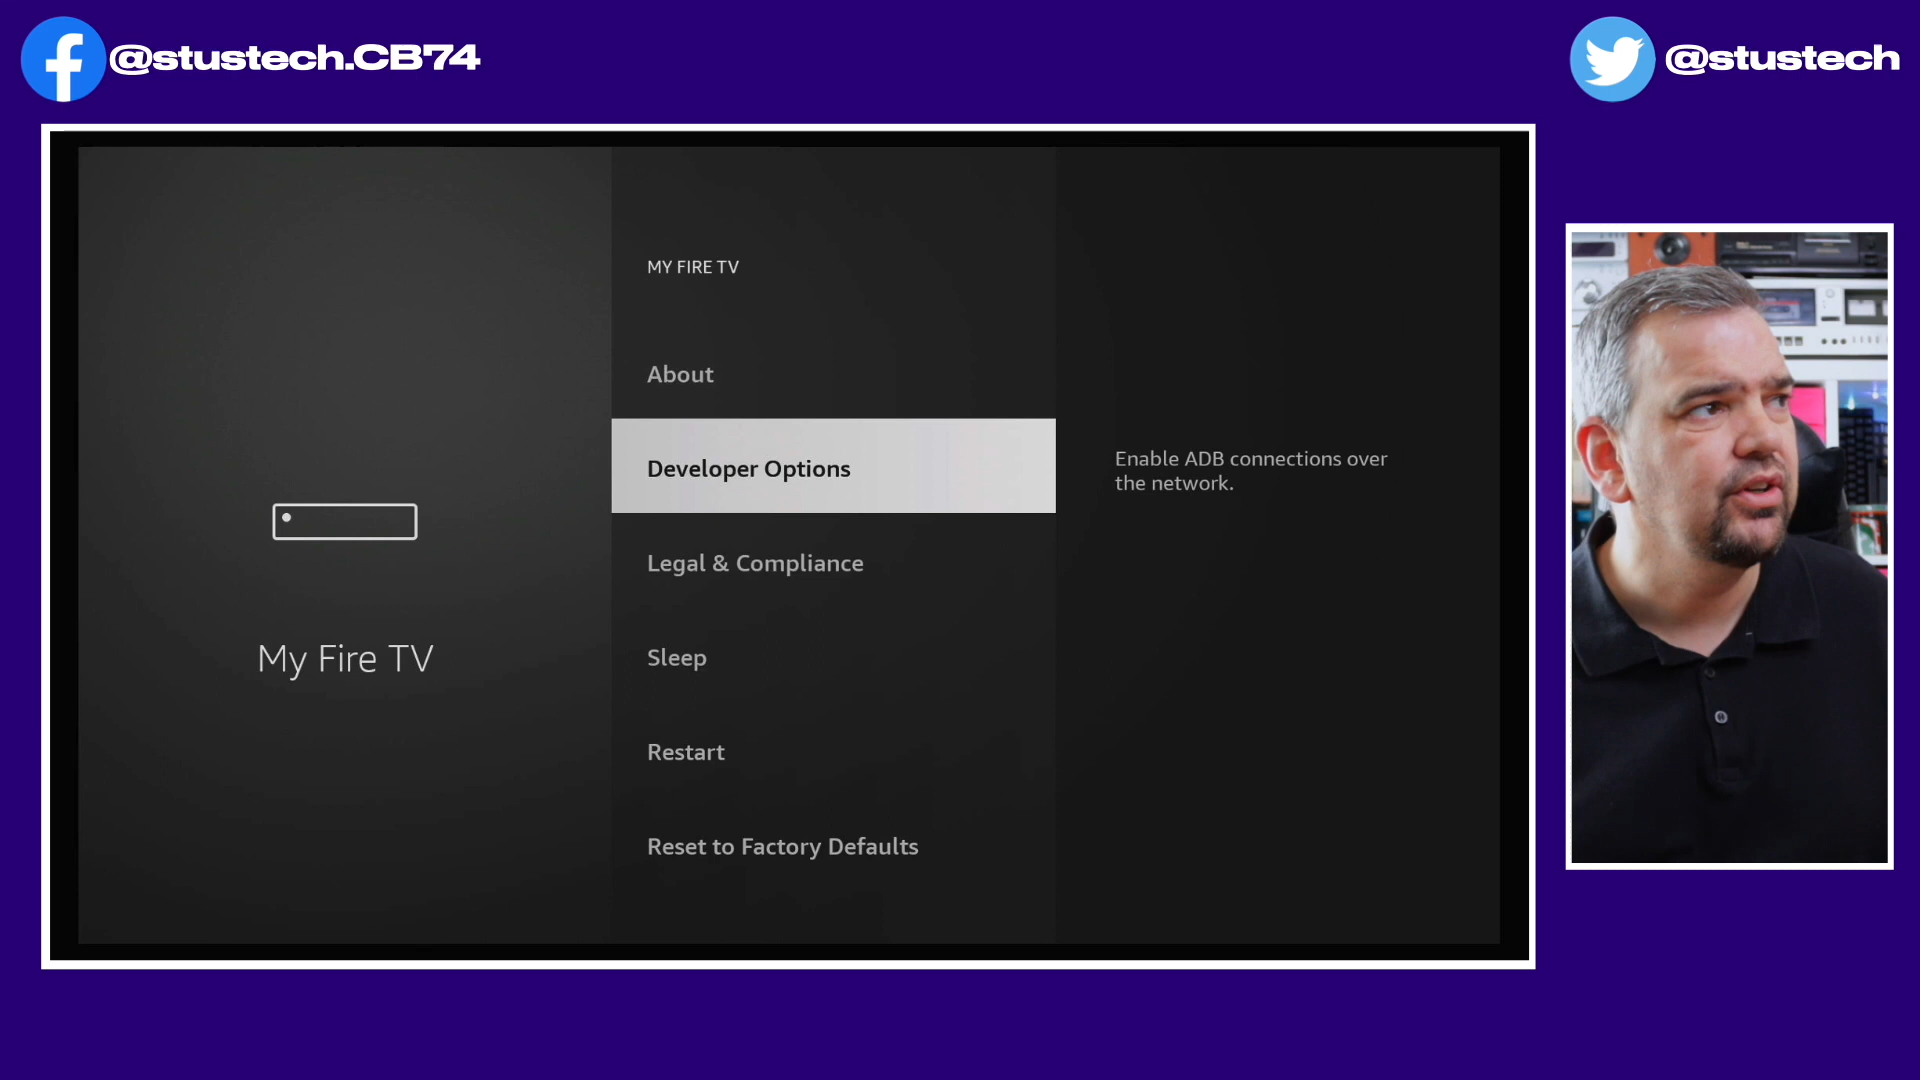 @stustech.CB74
@stustech
MY FIRE TV
About
Developer Options
Enable ADB connections over
the network.
Legal & Compliance
My Fire TV
Sleep
Restart
Reset to Factory Defaults